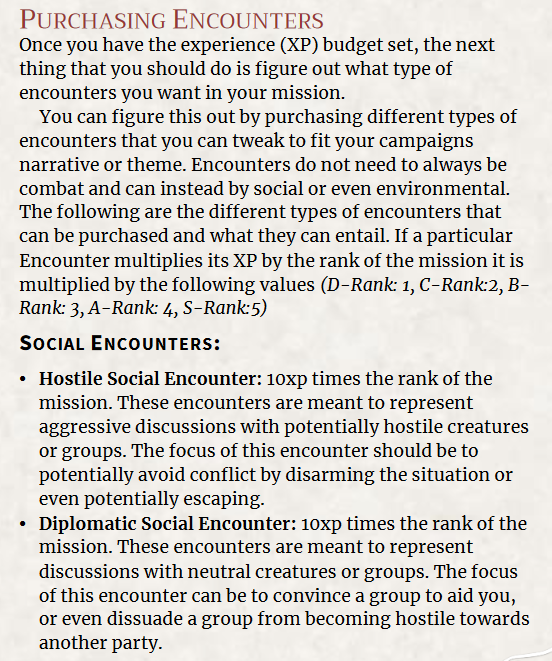 PURCHASING ENCOUNTERS
Once you have the experience (XP) budget set, the next
thing that you should do is figure out what type of
encounters you want in your mission.
You can figure this out by purchasing different types of
encounters that you can tweak to fit your campaigns
narrative or theme. Encounters do not need to always be
combat and can instead by social or even environmental.
The following are the different types of encounters that
can be purchased and what they can entail. If a particular
Encounter multiplies its XP by the rank of the mission it is
multiplied by the following values (D-Rank: 1, C-Rank:2, B-
Rank: 3, A-Rank: 4, S-Rank:5)
SOCIAL ENCOUNTERS:
• Hostile Social Encounter: 10xp times the rank of the
mission. These encounters are meant to represent
aggressive discussions with potentially hostile creatures
or groups. The focus of this encounter should be to
potentially avoid conflict by disarming the situation or
even potentially escaping.
• Diplomatic Social Encounter: 10xp times the rank of the
mission. These encounters are meant to represent
discussions with neutral creatures or groups. The focus
of this encounter can be to convince a group to aid you,
or even dissuade a group from becoming hostile towards
another party.